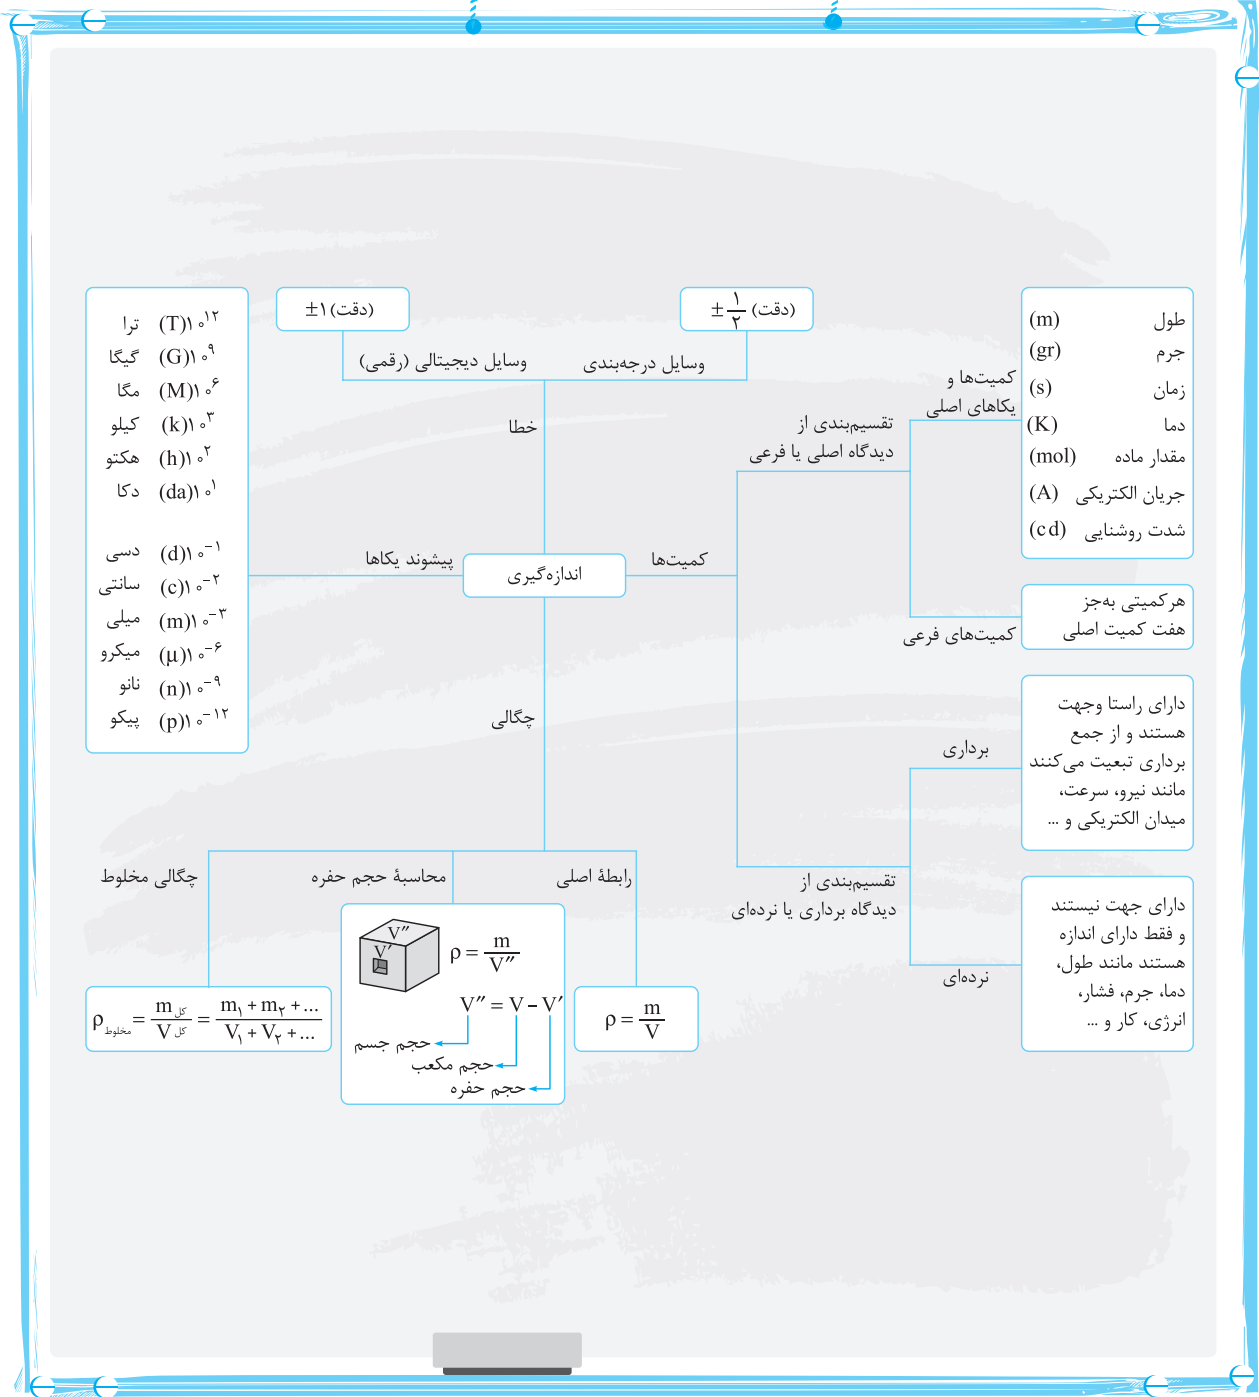 اندازه‌گیری
کمیت‌ها
تقسیم‌بندی از
دیدگاه اصلی یا فرعی
کمیت‌ها و
یکاهای اصلی
طول (m)
جرم (gr)
زمان (s)
دما (K)
مقدار ماده (mol)
جریان الکتریکی (A)
شدت روشنایی (cd)
کمیت‌های فرعی
هرکمیتی به‌جز
هفت کمیت اصلی
تقسیم‌بندی از
دیدگاه برداری یا نرده‌ای
برداری
دارای راستا وجهت
هستند و از جمع
برداری تبعیت می‌کنند
مانند نیرو، سرعت،
میدان الکتریکی و ...
نرده‌ای
دارای جهت نیستند
و فقط دارای اندازه
هستند مانند طول،
دما، جرم، فشار،
انرژی، کار و ...
خطا
وسایل درجه‌بندی
±۱/۲ (دقت)
وسایل دیجیتالی (رقمی)
±۱ (دقت)
پیشوند یکاها
ترا (T)۱۰^۱۲
گیگا (G)۱۰^۹
مگا (M)۱۰^۶
کیلو (k)۱۰^۳
هکتو (h)۱۰^۲
دکا (da)۱۰^۱
دسی (d)۱۰^−۱
سانتی (c)۱۰^−۲
میلی (m)۱۰^−۳
میکرو (μ)۱۰^−۶
نانو (n)۱۰^−۹
پیکو (p)۱۰^−۱۲
چگالی
رابطهٔ اصلی
ρ = m/V
محاسبهٔ حجم حفره
V″
V′
ρ = m/V″
V″ = V − V′
حجم جسم
حجم مکعب
حجم حفره
چگالی مخلوط
ρمخلوط = mکل/Vکل = (m۱ + m۲ + ...)/(V۱ + V۲ + ...)